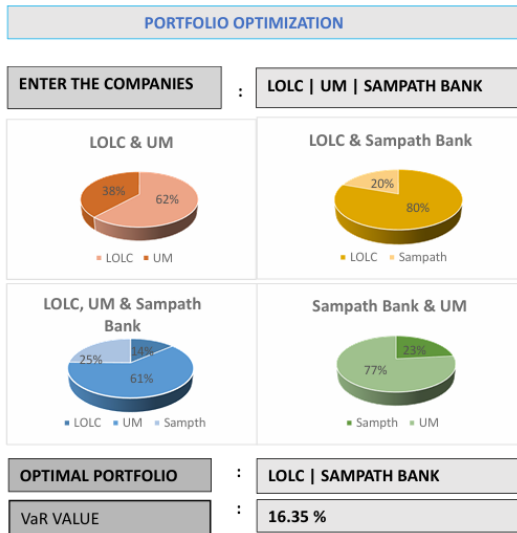 PORTFOLIO OPTIMIZATION
ENTER THE COMPANIES : LOLC | UM | SAMPATH BANK
LOLC & UM
38%
62%
LOLC UM
LOLC & Sampath Bank
20%
80%
LOLC Sampath
LOLC, UM & Sampath
Bank
25%
14%
61%
LOLC UM Sampth
Sampath Bank & UM
23%
77%
Sampth UM
OPTIMAL PORTFOLIO : LOLC | SAMPATH BANK
VaR VALUE : 16.35 %